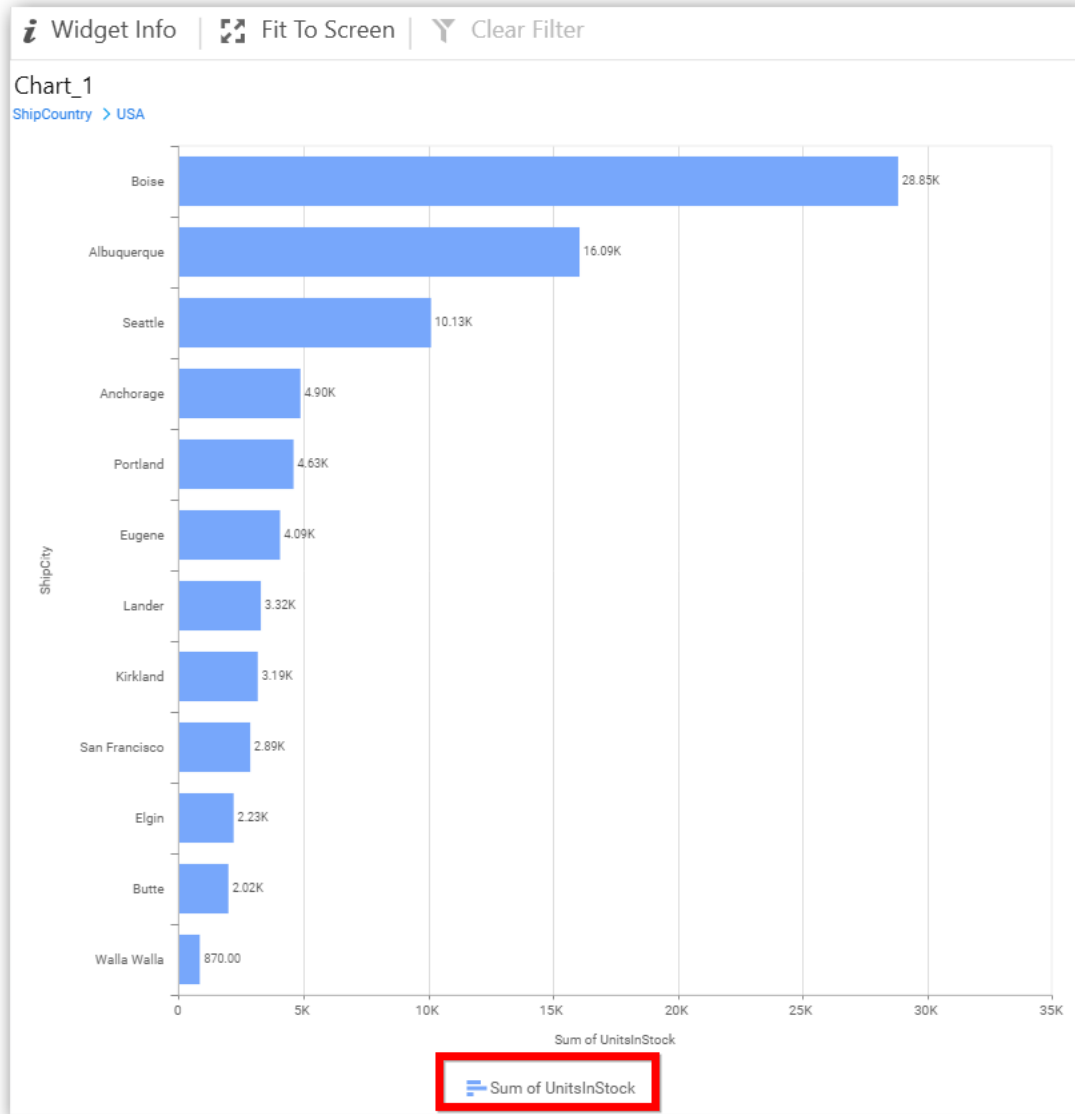 Widget Info Fit To Screen Clear Filter
Chart_1
ShipCountry > USA
Boise 28.85K
Albuquerque 16.09K
Seattle 10.13K
Anchorage 4.90K
Portland 4.63K
Eugene 4.09K
ShipCity
Lander 3.32K
Kirkland 3.19K
San Francisco 2.89K
Elgin 2.23K
Butte 2.02K
Walla Walla 870.00
0 5K 10K 15K 20K 25K 30K 35K
Sum of UnitsInStock
Sum of UnitsInStock